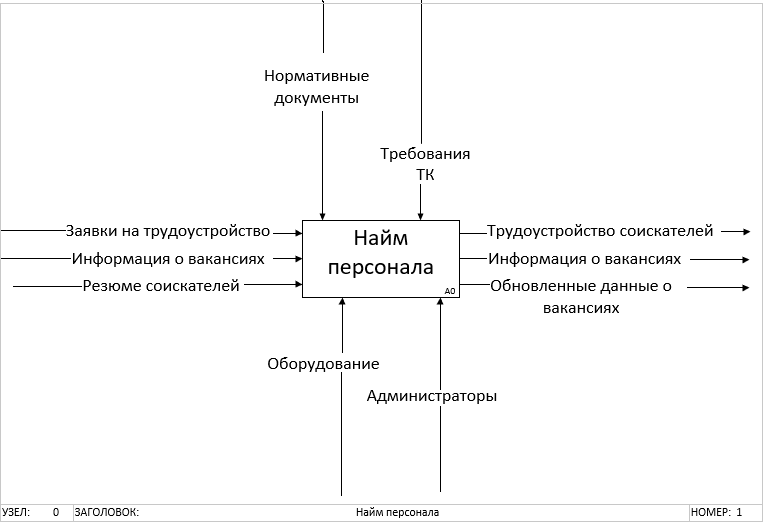 Нормативные
документы
Требования
ТК
Заявки на трудоустройство
Информация о вакансиях
Резюме соискателей
Найм
персонала
A0
Трудоустройство соискателей
Информация о вакансиях
Обновленные данные о
вакансиях
Оборудование
Администраторы
УЗЕЛ: 0 ЗАГОЛОВОК: Найм персонала НОМЕР: 1